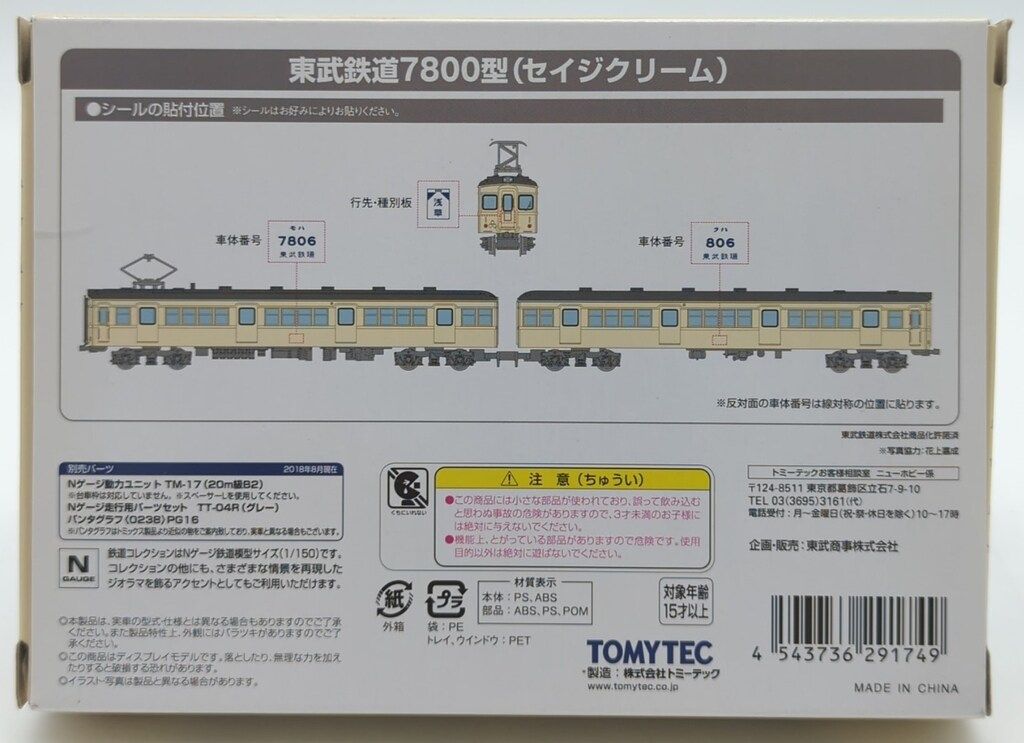 東武鉄道7800型(セイジクリーム)
●シールの貼付位置 ※シールはお好みによりお貼りください。
行先・種別板
浅草
車体番号
モハ
7806
東武鉄道
車体番号
クハ
806
東武鉄道
※反対面の車体番号は線対称の位置に貼ります。
東武鉄道株式会社商品化許諾済
※写真協力:花上嘉成
別売パーツ 2018年8月現在
Nゲージ動力ユニット TM-17(20m級B2)
※台車枠は対応していません。※スペーサーLを使用してください。
Nゲージ走行用パーツセット TT-04R(グレー)
パンタグラフ(0238)PG16
※パンタグラフはトミックス製品より近似の物をご案内致しており、実車と異なる場合もございます。
N
GAUGE
鉄道コレクションはNゲージ鉄道模型サイズ(1/150)です。
コレクションの他にも、さまざまな情景を再現した
ジオラマを飾るアクセントとしてもご利用いただけます。
◎本製品は、実車の型式・仕様とは異なる場合もありますのでご了承
ください。また製品特性上、外観にはバラツキがありますのでご了
承ください。
◎この商品はディスプレイモデルです。落としたり、無理な力を加え
たりすると破損する恐れがあります。
◎イラスト・写真は製品と異なる場合があります。
くちにいれない
注意(ちゅうい)
●この商品には小さな部品が使われており、誤って飲み込む
と思わぬ事故の危険がありますので、3才未満のお子様に
は絶対に与えないでください。
●機能上、とがっている部品がありますので危険です。使用
目的以外は絶対に遊ばないでください。
紙
外箱
プラ
袋:PE
トレイ、ウインドウ:PET
材質表示
本体:PS,ABS
部品:ABS,PS,POM
対象年齢
15才以上
TOMYTEC
製造:株式会社トミーテック
www.tomytec.co.jp
トミーテックお客様相談室 ニューホビー係
〒124-8511 東京都葛飾区立石7-9-10
TEL 03(3695)3161(代)
電話受付:月〜金曜日(祝・祭・休日を除く)10〜17時
企画・販売:東武商事株式会社
4 543736 291749
MADE IN CHINA